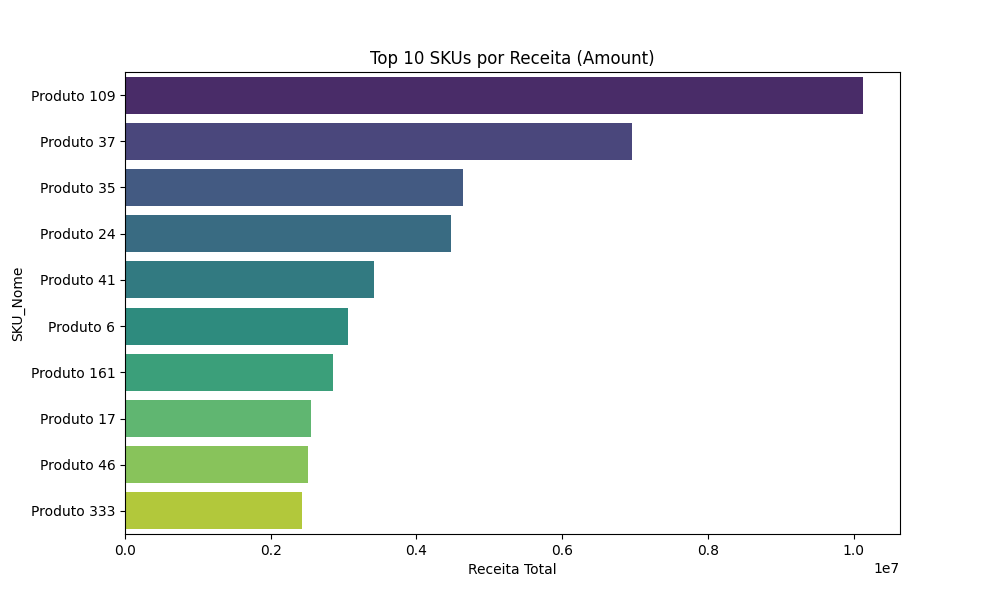 Top 10 SKUs por Receita (Amount)
SKU_Nome
Produto 109
Produto 37
Produto 35
Produto 24
Produto 41
Produto 6
Produto 161
Produto 17
Produto 46
Produto 333
0.0 0.2 0.4 0.6 0.8 1.0
1e7
Receita Total